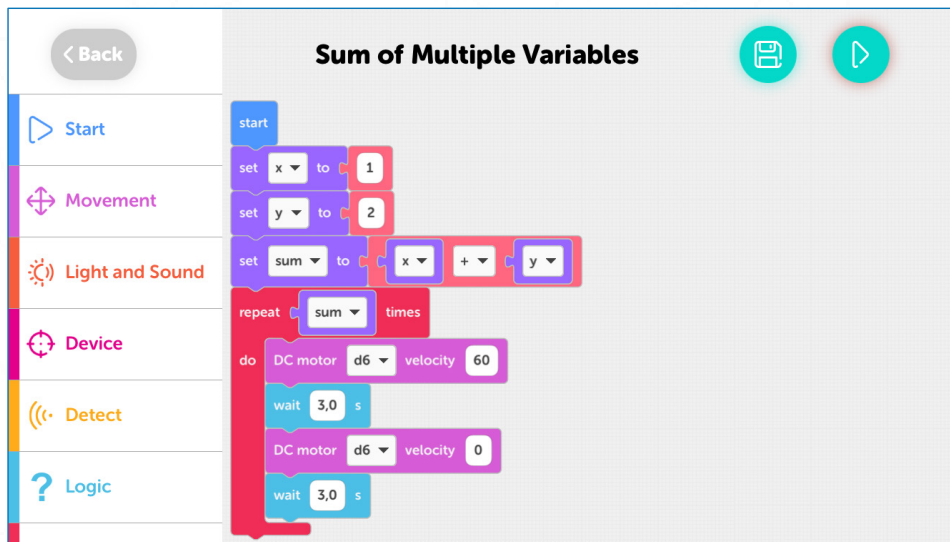 Back
Sum of Multiple Variables
Start
Movement
Light and Sound
Device
Detect
Logic
start
set x to 1
set y to 2
set sum to x + y
repeat sum times
do DC motor d6 velocity 60
wait 3,0 s
DC motor d6 velocity 0
wait 3,0 s